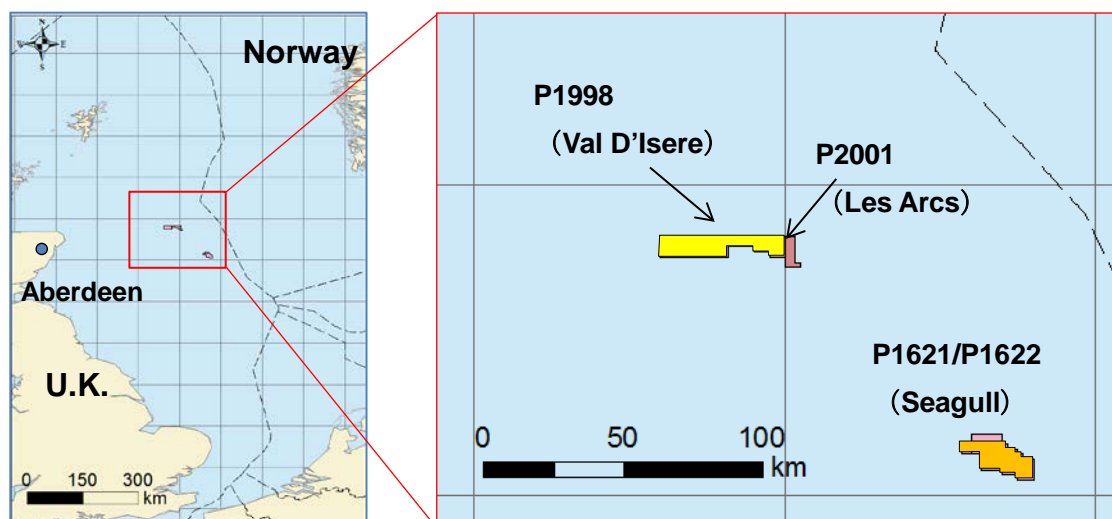 N
W E
S
Norway
Aberdeen
U.K.
0 150 300
km
P1998
（Val D’Isere）
P2001
（Les Arcs）
P1621/P1622
（Seagull）
0 50 100
km